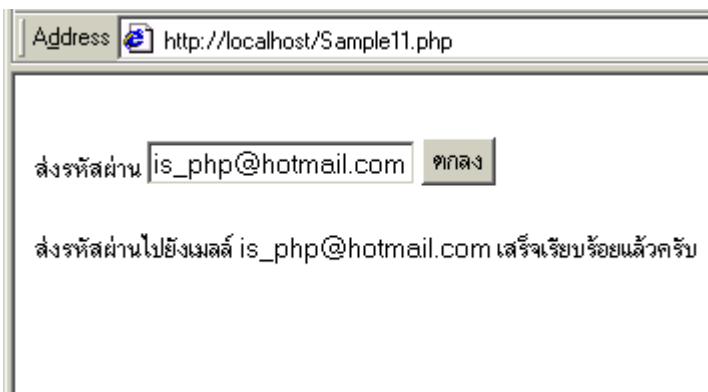 Address http://localhost/Sample11.php
ส่งรหัสผ่าน is_php@hotmail.com ตกลง
ส่งรหัสผ่านไปยังเมลล์ is_php@hotmail.com เสร็จเรียบร้อยแล้วครับ